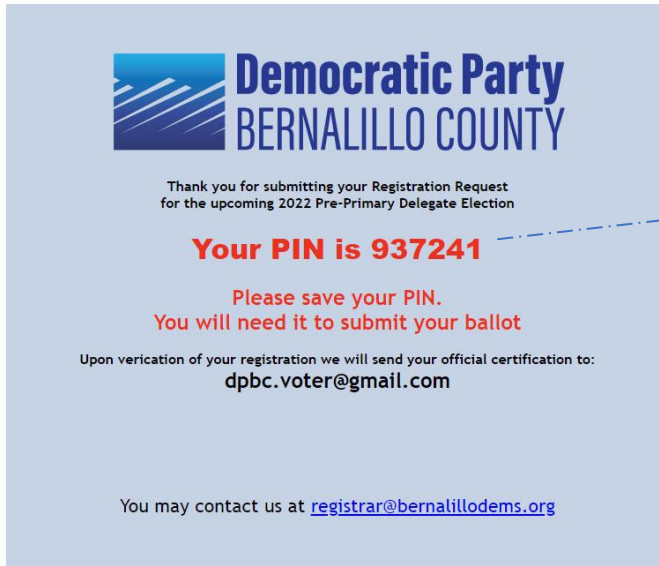 Democratic Party
BERNALILLO COUNTY
Thank you for submitting your Registration Request
for the upcoming 2022 Pre-Primary Delegate Election
Your PIN is 937241
Please save your PIN.
You will need it to submit your ballot
Upon verication of your registration we will send your official certification to:
dpbc.voter@gmail.com
You may contact us at registrar@bernalillodems.org